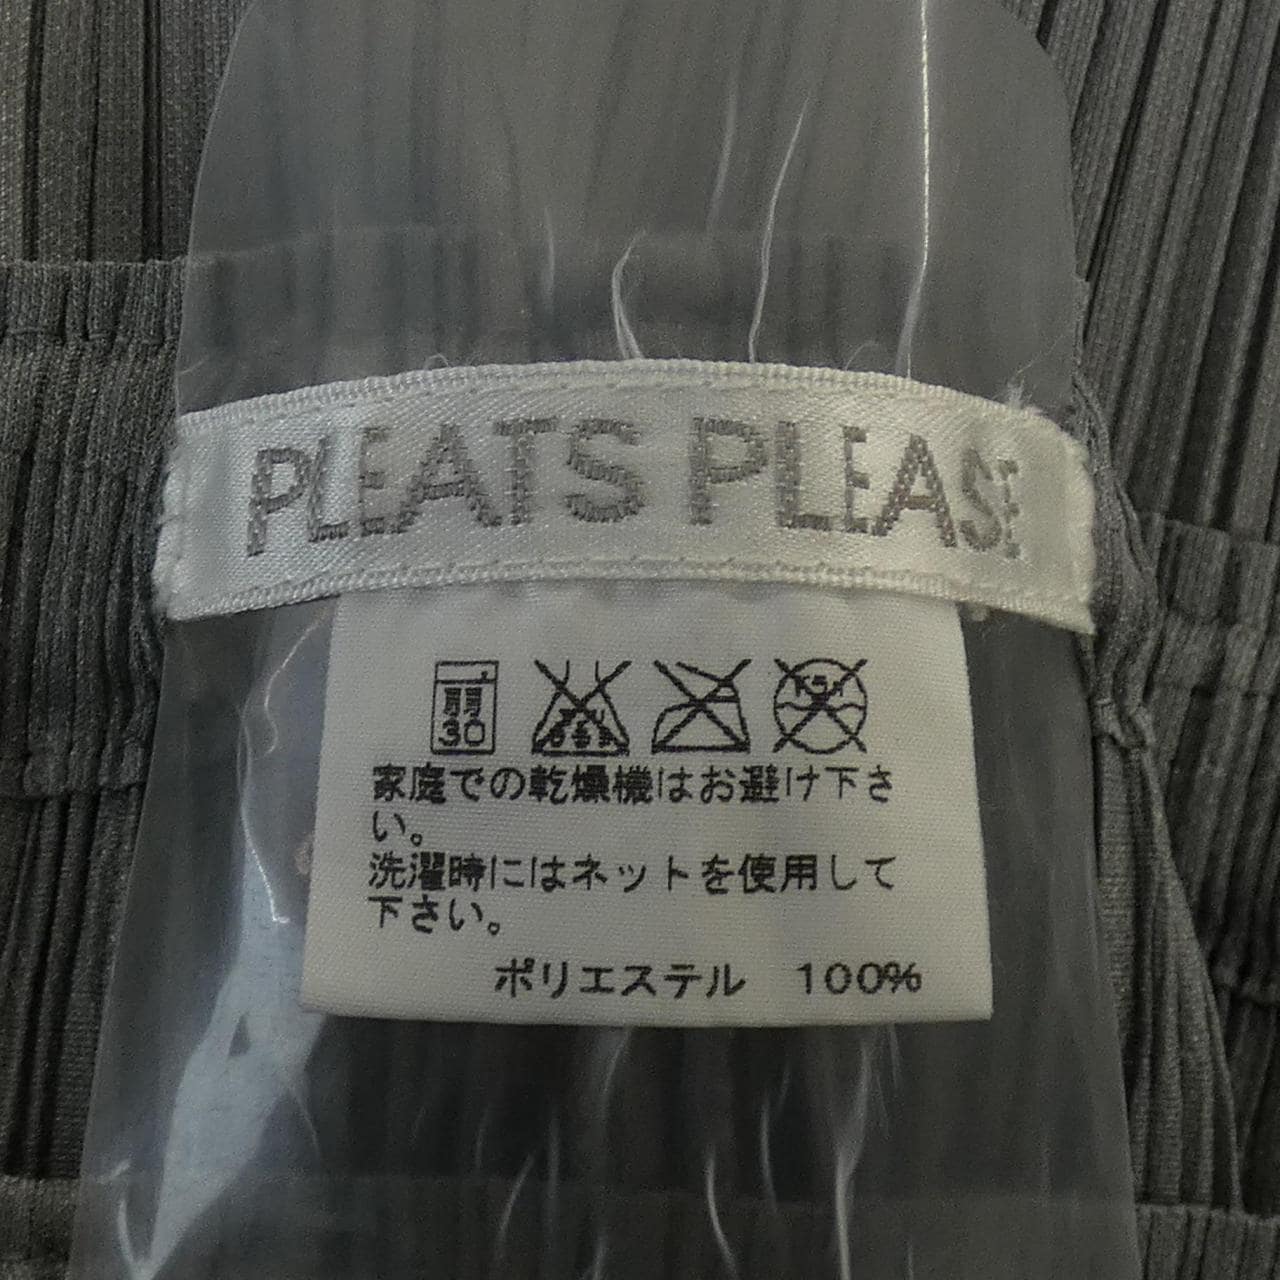 PLEATS PLEASE
弱
30
家庭での乾燥機はお避け下さ
い。
洗濯時にはネットを使用して
下さい。
ポリエステル 100%